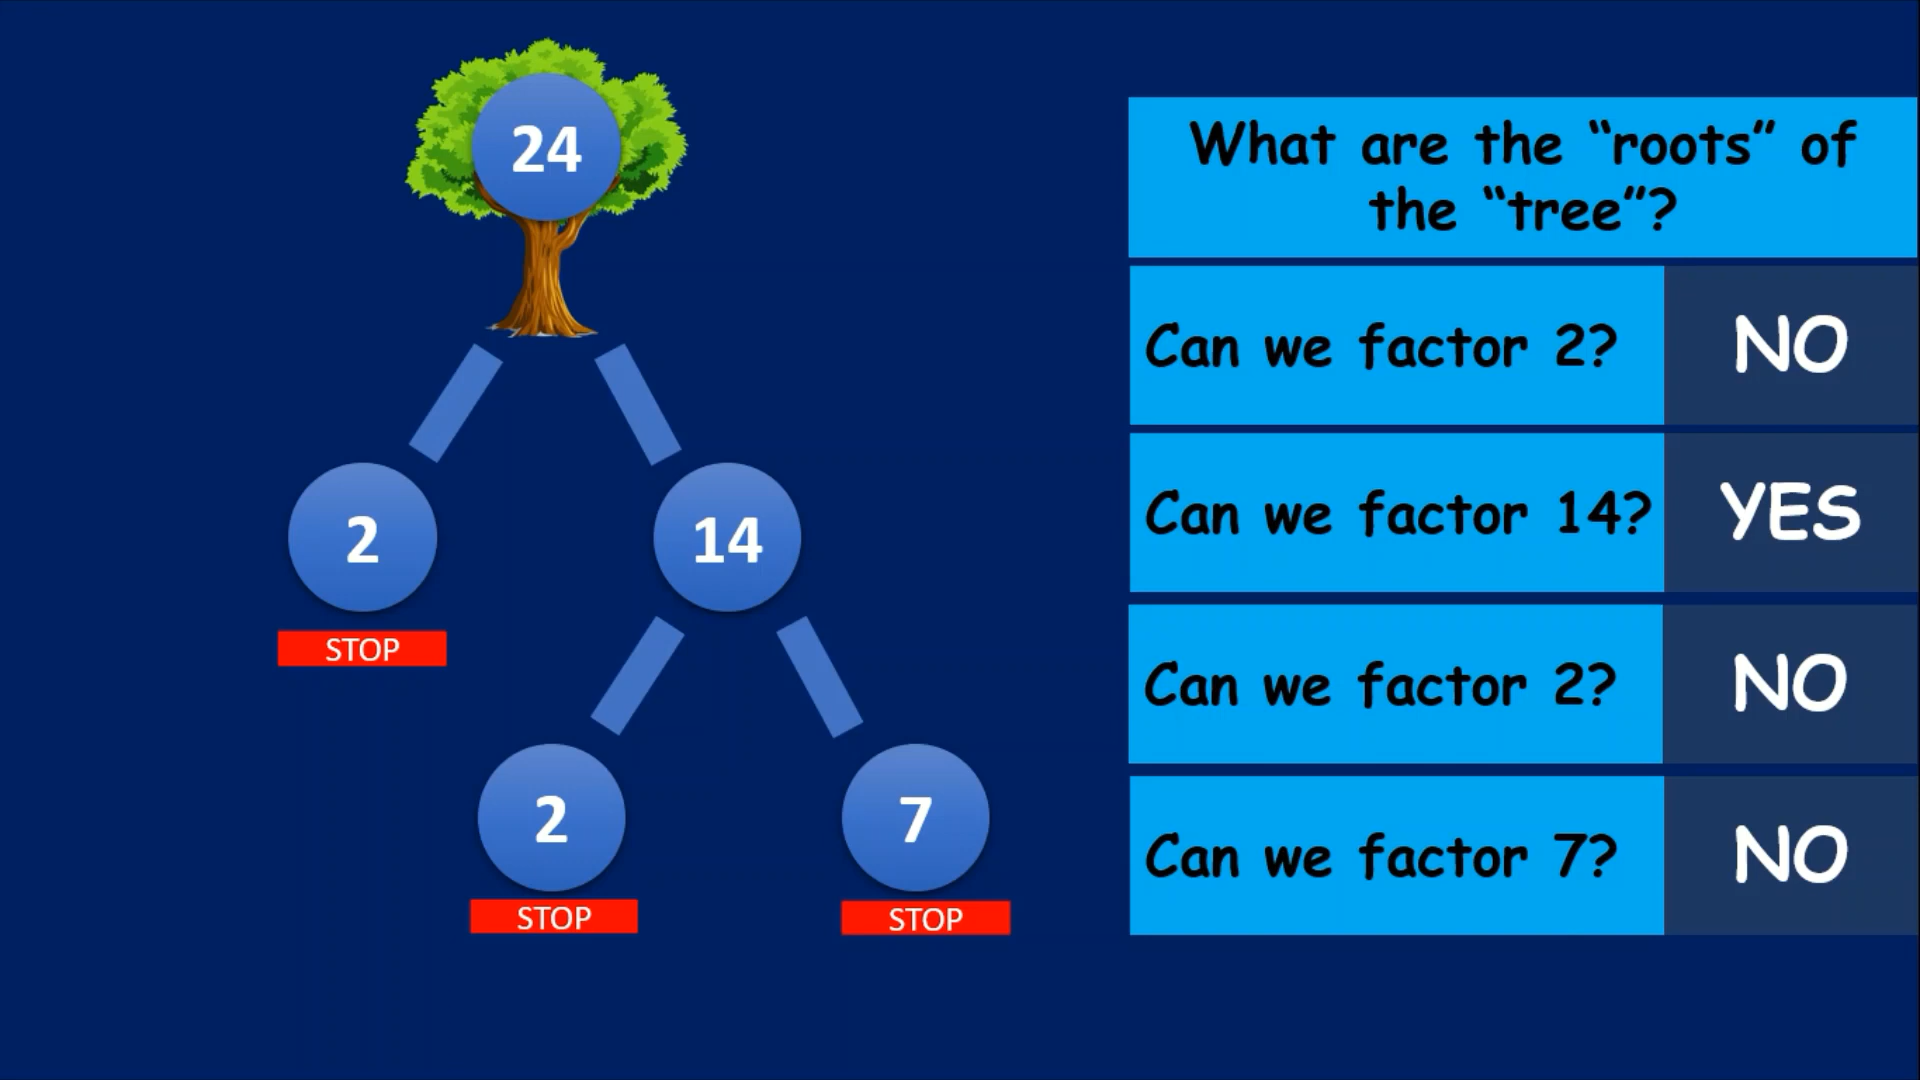 24
What are the “roots” of
the “tree”?
Can we factor 2?
NO
2
14
Can we factor 14?
YES
STOP
Can we factor 2?
NO
2
7
Can we factor 7?
NO
STOP
STOP